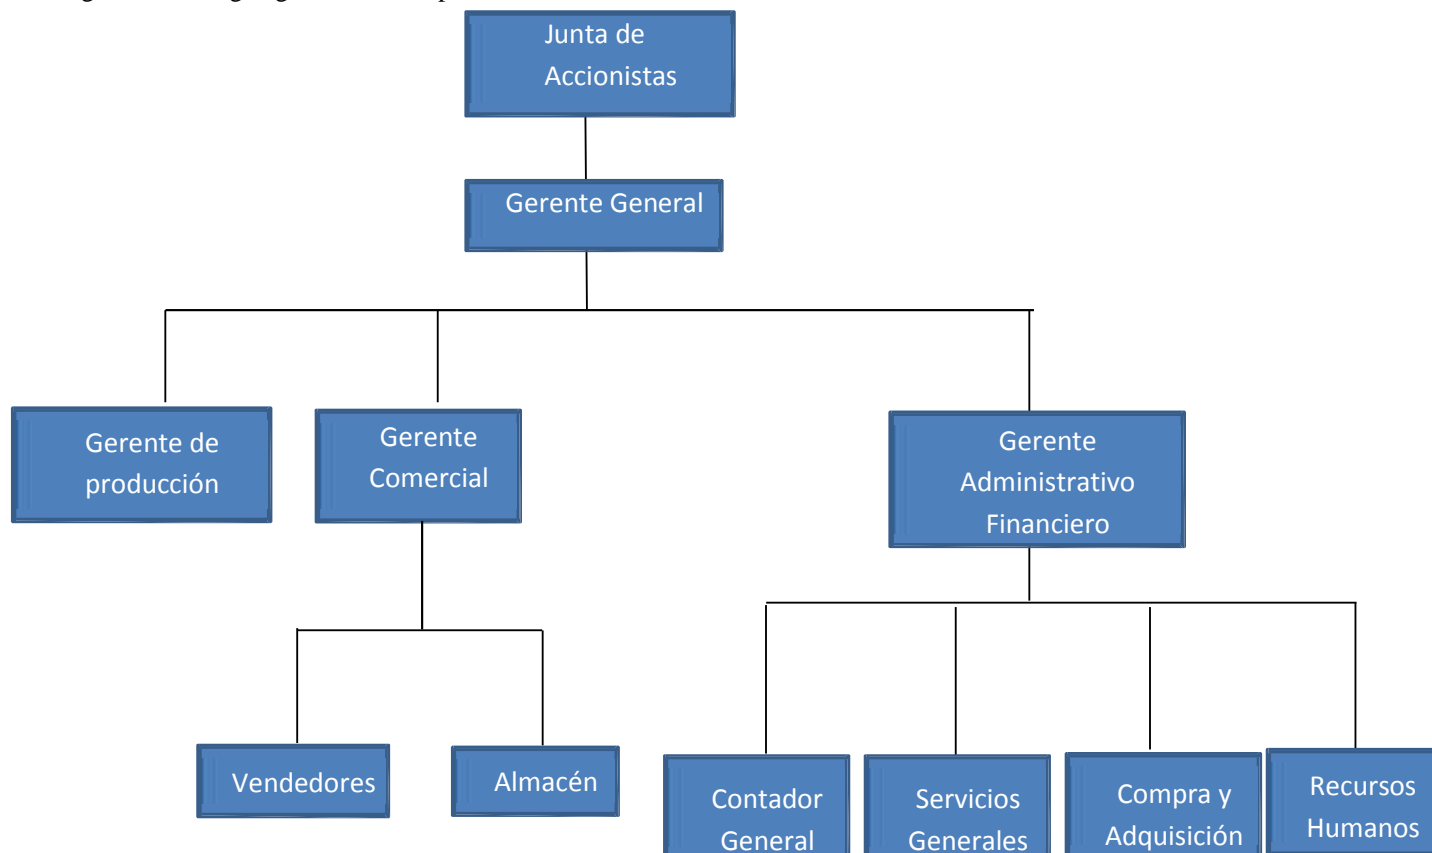 Junta de
Accionistas
Gerente General
Gerente de
producción
Gerente
Comercial
Gerente
Administrativo
Financiero
Vendedores
Almacén
Contador
General
Servicios
Generales
Compra y
Adquisición
Recursos
Humanos